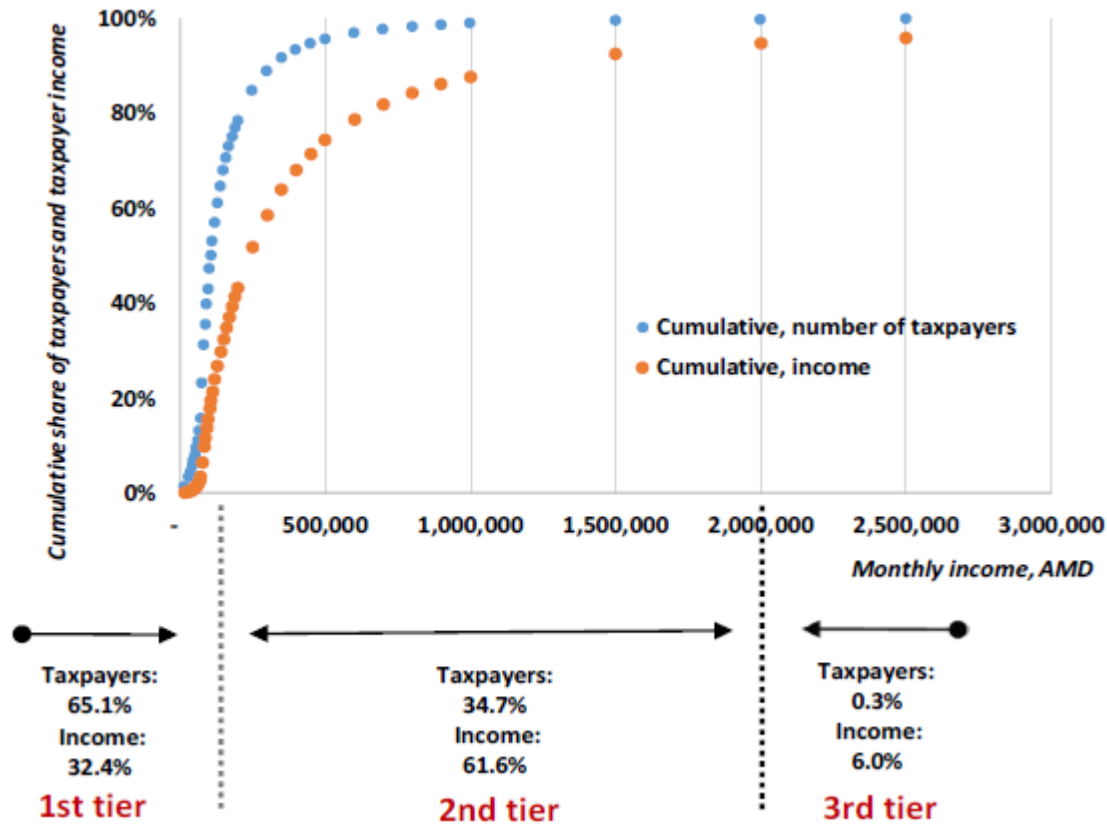 Cumulative share of taxpayers and taxpayer income
100%
80%
60%
40%
20%
0%
Cumulative, number of taxpayers
Cumulative, income
-
500,000
1,000,000
1,500,000
2,000,000
2,500,000
3,000,000
Monthly income, AMD
Taxpayers:
65.1%
Income:
32.4%
1st tier
Taxpayers:
34.7%
Income:
61.6%
2nd tier
Taxpayers:
0.3%
Income:
6.0%
3rd tier